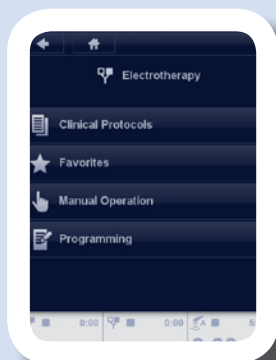 Electrotherapy
Clinical Protocols
Favorites
Manual Operation
Programming
0:00 0:00 A